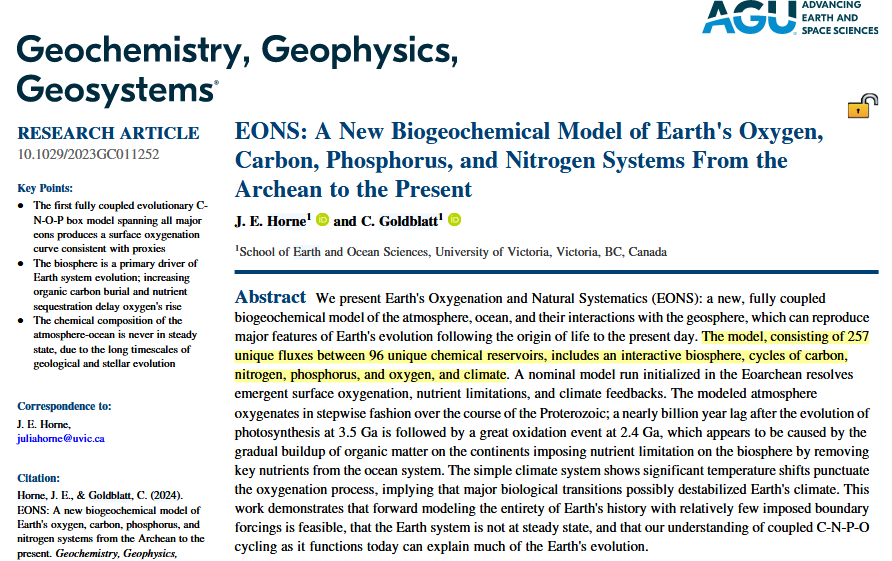 AGU
ADVANCING
EARTH AND
SPACE SCIENCES
Geochemistry, Geophysics,
Geosystems®
RESEARCH ARTICLE
10.1029/2023GC011252
Key Points:
• The first fully coupled evolutionary C-
N-O-P box model spanning all major
eons produces a surface oxygenation
curve consistent with proxies
• The biosphere is a primary driver of
Earth system evolution; increasing
organic carbon burial and nutrient
sequestration delay oxygen's rise
• The chemical composition of the
atmosphere-ocean is never in steady
state, due to the long timescales of
geological and stellar evolution
Correspondence to:
J. E. Horne,
juliahorne@uvic.ca
Citation:
Horne, J. E., & Goldblatt, C. (2024).
EONS: A new biogeochemical model of
Earth's oxygen, carbon, phosphorus, and
nitrogen systems from the Archean to the
present. Geochemistry, Geophysics,
EONS: A New Biogeochemical Model of Earth's Oxygen,
Carbon, Phosphorus, and Nitrogen Systems From the
Archean to the Present
J. E. Horne1 iD and C. Goldblatt1 iD
1School of Earth and Ocean Sciences, University of Victoria, Victoria, BC, Canada
Abstract We present Earth's Oxygenation and Natural Systematics (EONS): a new, fully coupled
biogeochemical model of the atmosphere, ocean, and their interactions with the geosphere, which can reproduce
major features of Earth's evolution following the origin of life to the present day. The model, consisting of 257
unique fluxes between 96 unique chemical reservoirs, includes an interactive biosphere, cycles of carbon,
nitrogen, phosphorus, and oxygen, and climate. A nominal model run initialized in the Eoarchean resolves
emergent surface oxygenation, nutrient limitations, and climate feedbacks. The modeled atmosphere
oxygenates in stepwise fashion over the course of the Proterozoic; a nearly billion year lag after the evolution of
photosynthesis at 3.5 Ga is followed by a great oxidation event at 2.4 Ga, which appears to be caused by the
gradual buildup of organic matter on the continents imposing nutrient limitation on the biosphere by removing
key nutrients from the ocean system. The simple climate system shows significant temperature shifts punctuate
the oxygenation process, implying that major biological transitions possibly destabilized Earth's climate. This
work demonstrates that forward modeling the entirety of Earth's history with relatively few imposed boundary
forcings is feasible, that the Earth system is not at steady state, and that our understanding of coupled C-N-P-O
cycling as it functions today can explain much of the Earth's evolution.